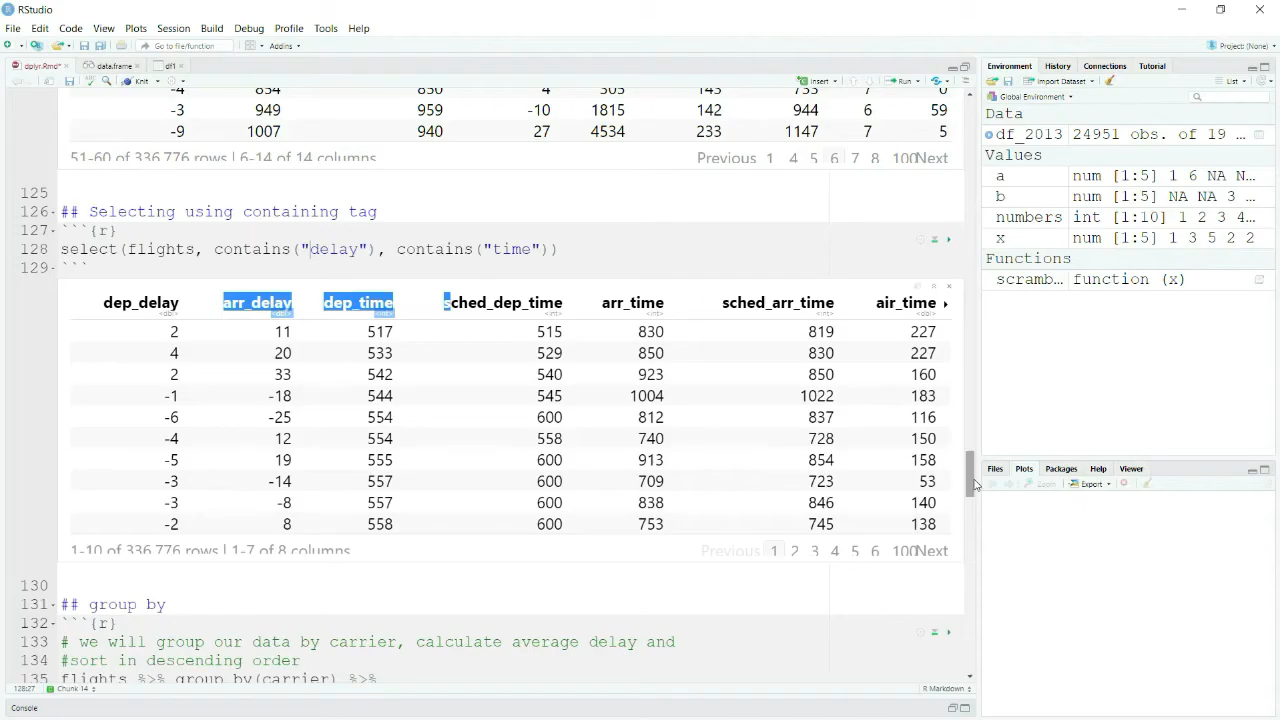 RStudio
File Edit Code View Plots Session Build Debug Profile Tools Help
Go to file/function Addins Project: (None)
dplyr.Rmd* data.frame df1
Knit Insert Run
-3 949 959 -10 1815 142 944 6 59
-9 1007 940 27 4534 233 1147 7 5
51-60 of 336,776 rows | 6-14 of 14 columns Previous 1 4 5 6 7 8 100 Next
125
126 ## Selecting using containing tag
127 ```{r}
128 select(flights, contains("delay"), contains("time"))
129 ```
dep_delay arr_delay dep_time sched_dep_time arr_time sched_arr_time air_time
<dbl> <dbl> <int> <int> <int> <int> <dbl>
2 11 517 515 830 819 227
4 20 533 529 850 830 227
2 33 542 540 923 850 160
-1 -18 544 545 1004 1022 183
-6 -25 554 600 812 837 116
-4 12 554 558 740 728 150
-5 19 555 600 913 854 158
-3 -14 557 600 709 723 53
-3 -8 557 600 838 846 140
-2 8 558 600 753 745 138
1-10 of 336,776 rows | 1-7 of 8 columns Previous 1 2 3 4 5 6 100 Next
130
131 ## group by
132 ```{r}
133 # we will group our data by carrier, calculate average delay and
134 #sort in descending order
135 flights %>% group_by(carrier) %>%
128:27 Chunk 14 R Markdown
Console
Environment History Connections Tutorial
Import Dataset List
Global Environment
Data
df_2013 24951 obs. of 19 ...
Values
a num [1:5] 1 6 NA N...
b num [1:5] NA NA 3 ...
numbers int [1:10] 1 2 3 4...
x num [1:5] 1 3 5 2 2
Functions
scramb... function (x)
Files Plots Packages Help Viewer
Zoom Export